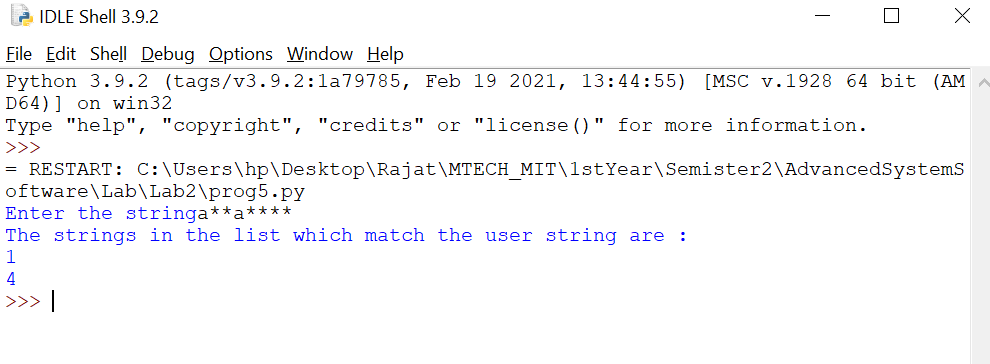 IDLE Shell 3.9.2
File Edit Shell Debug Options Window Help
Python 3.9.2 (tags/v3.9.2:1a79785, Feb 19 2021, 13:44:55) [MSC v.1928 64 bit (AM
D64)] on win32
Type "help", "copyright", "credits" or "license()" for more information.
>>>
= RESTART: C:\Users\hp\Desktop\Rajat\MTECH_MIT\1stYear\Semister2\AdvancedSystemS
oftware\Lab\Lab2\prog5.py
Enter the stringa**a****
The strings in the list which match the user string are :
1
4
>>>